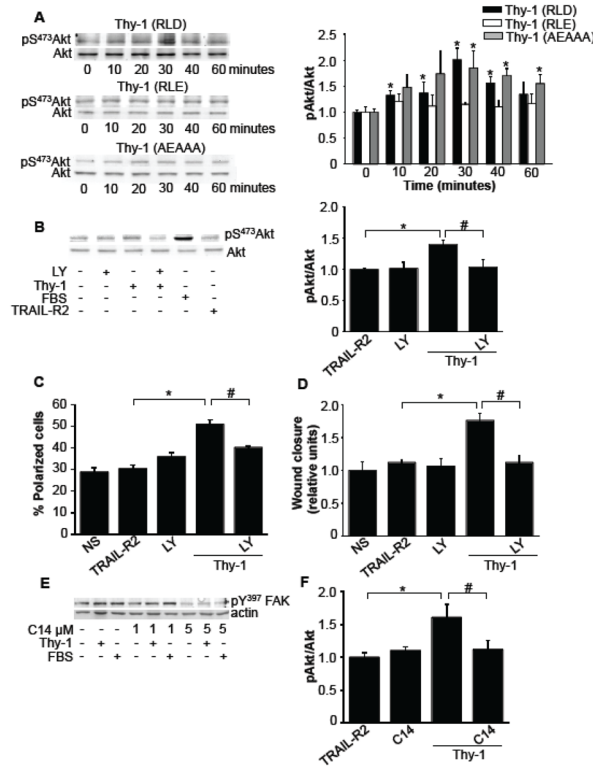 A
Thy-1 (RLD)
pS473Akt
Akt
0 10 20 30 40 60 minutes
Thy-1 (RLE)
pS473Akt
Akt
0 10 20 30 40 60 minutes
Thy-1 (AEAAA)
pS473Akt
Akt
0 10 20 30 40 60 minutes
Thy-1 (RLD)
Thy-1 (RLE)
Thy-1 (AEAAA)
pAkt/Akt
2.5
2.0
1.5
1.0
0.5
0
* * * * * * *
0 10 20 30 40 60
Time (minutes)
B
pS473Akt
Akt
LY - + - + - -
Thy-1 - - + + - -
FBS - - - - + -
TRAIL-R2 - - - - - +
pAkt/Akt
2.0
1.5
1.0
0.5
0
* #
TRAIL-R2 LY LY
Thy-1
C
% Polarized cells
60
50
40
30
20
10
0
* #
NS TRAIL-R2 LY LY
Thy-1
D
Wound closure
(relative units)
2.0
1.5
1.0
0.5
0
* #
NS TRAIL-R2 LY LY
Thy-1
E
pY397 FAK
actin
C14 µM - - - 1 1 1 5 5 5
Thy-1 - + - - + - - + -
FBS - - + - - + - - +
F
pAkt/Akt
2.0
1.5
1.0
0.5
0
* #
TRAIL-R2 C14 C14
Thy-1